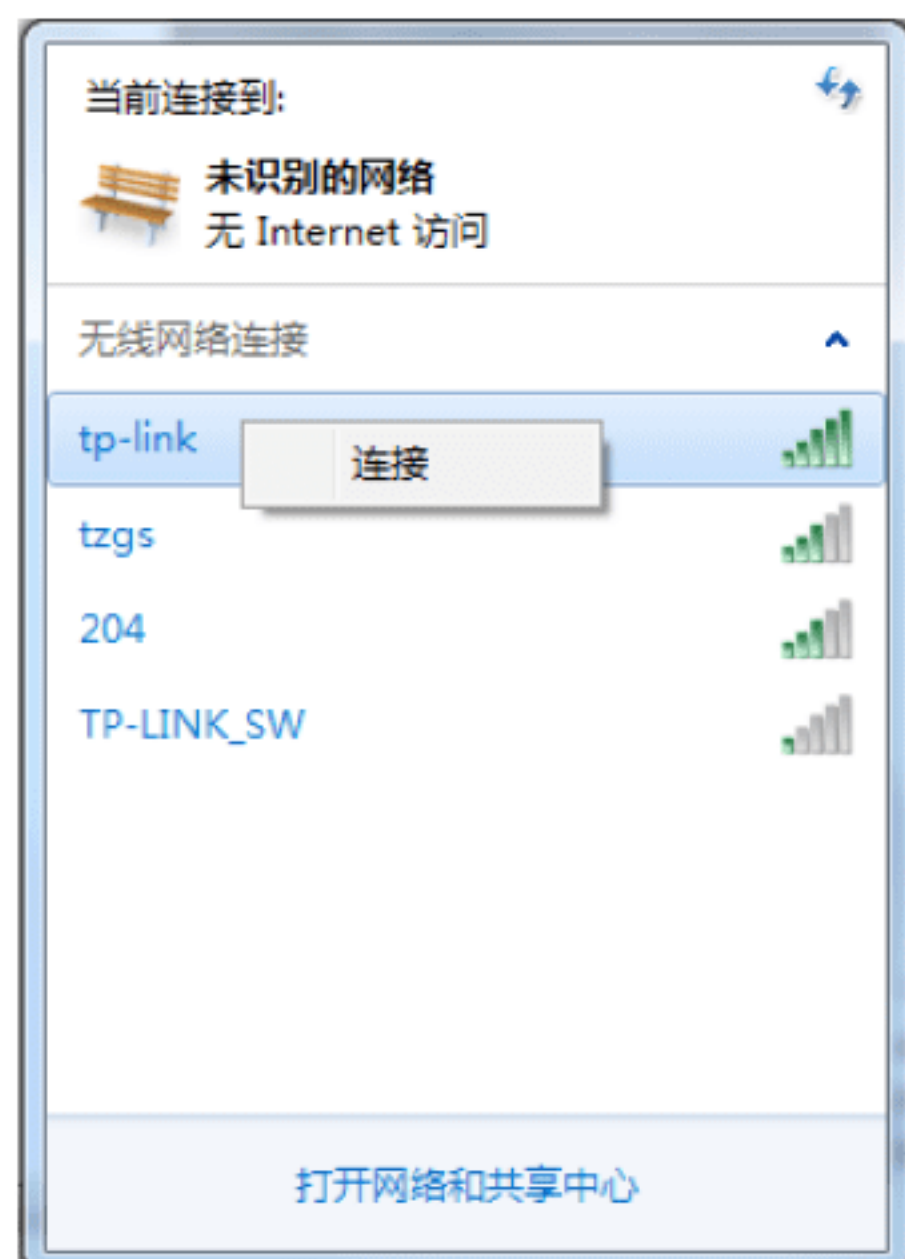 当前连接到:
未识别的网络
无 Internet 访问
无线网络连接
tp-link
连接
tzgs
204
TP-LINK_SW
打开网络和共享中心